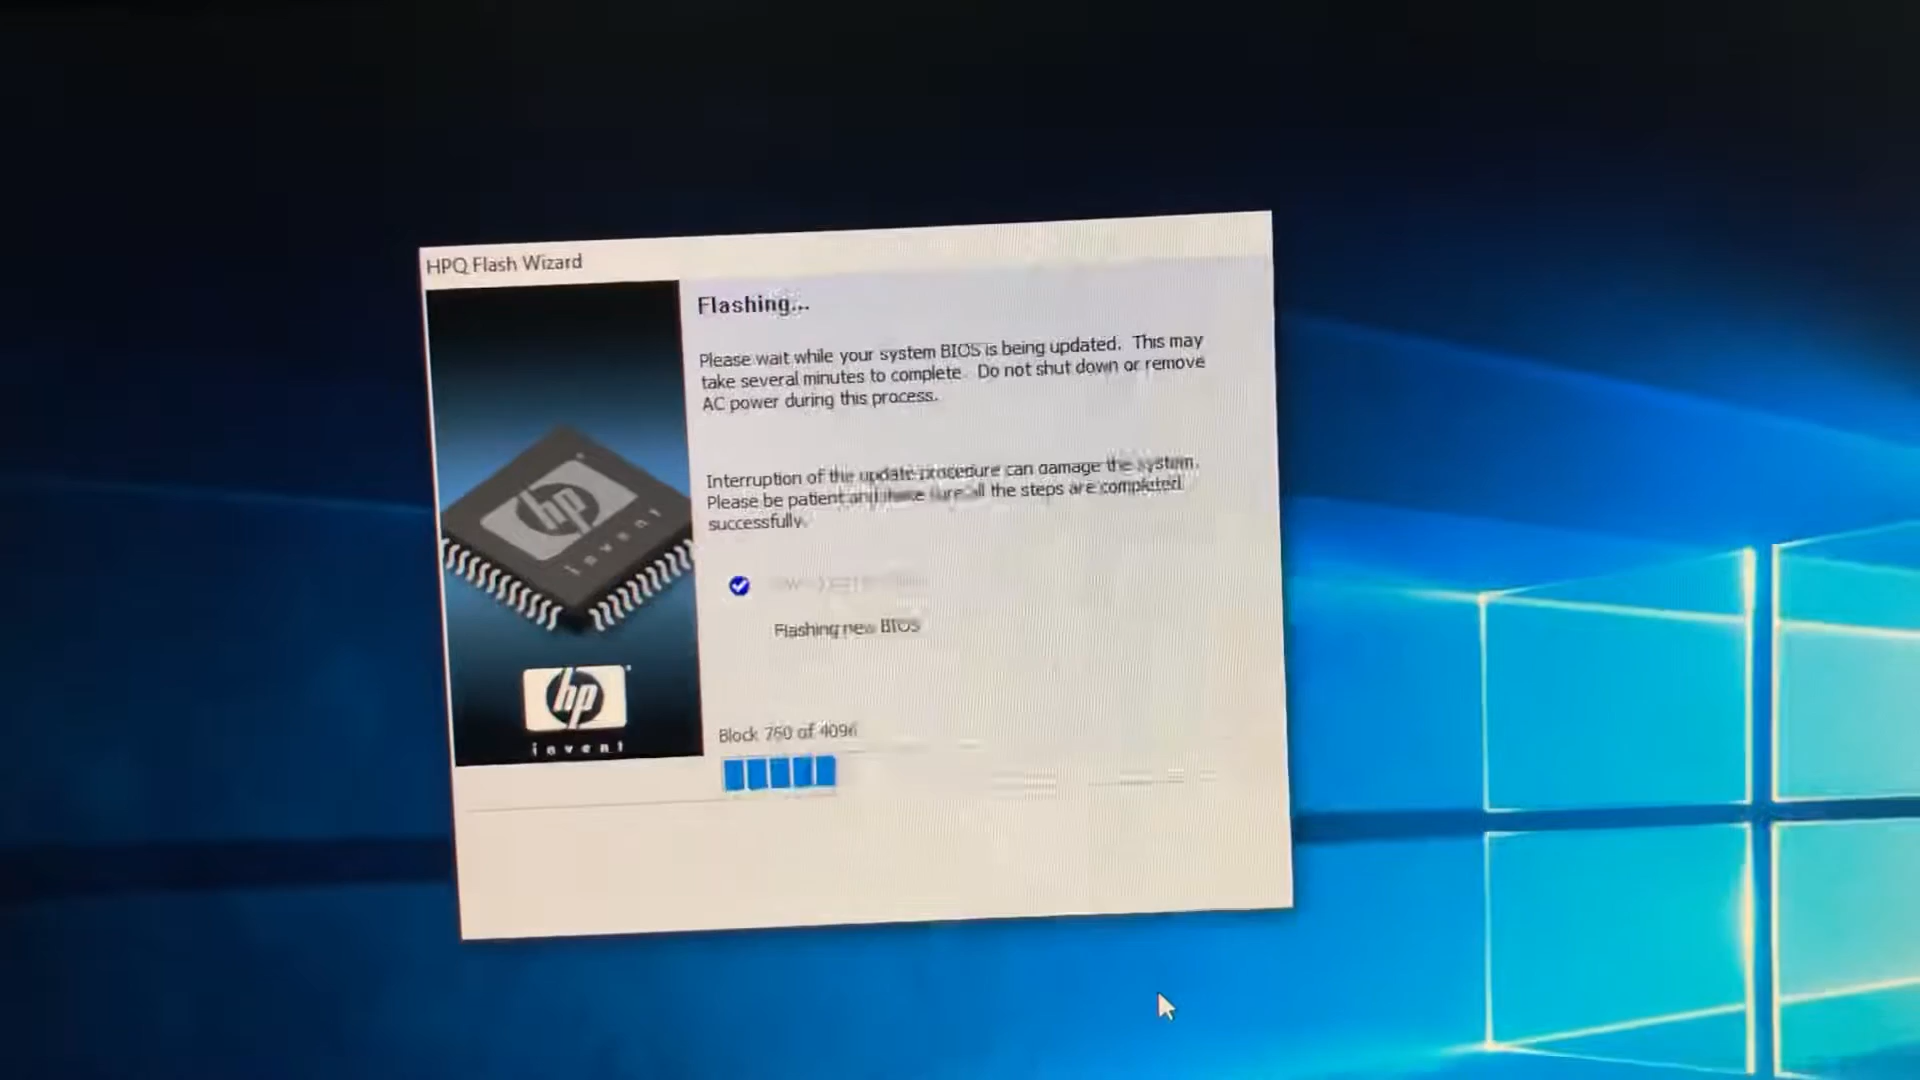 HPQ Flash Wizard
Flashing...
Please wait while your system BIOS is being updated. This may
take several minutes to complete. Do not shut down or remove
AC power during this process.
Interruption of the update procedure can damage the system.
Please be patient and make sure all the steps are completed
successfully.
Flashing new BIOS
Block 760 of 4096
hp
invent
hp
invent